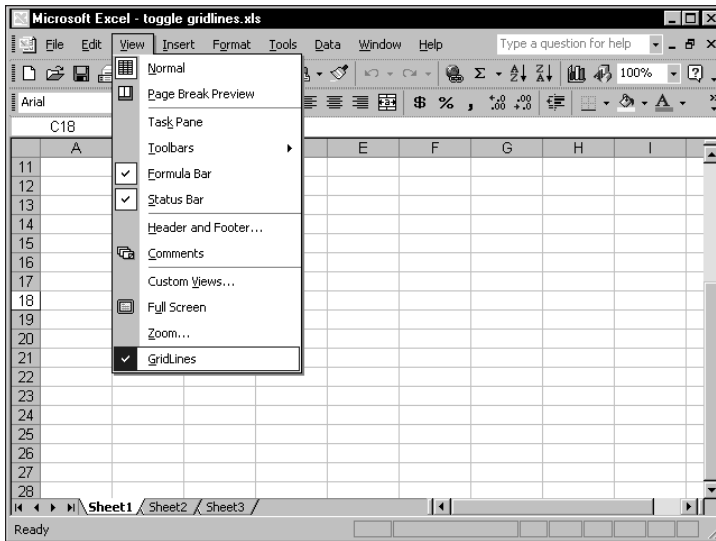 Microsoft Excel - toggle gridlines.xls
File Edit View Insert Format Tools Data Window Help Type a question for help
Σ 100%
Arial $ % ,
C18
A E F G H I
Normal
Page Break Preview
Task Pane
Toolbars
Formula Bar
Status Bar
Header and Footer...
Comments
Custom Views...
Full Screen
Zoom...
GridLines
11
12
13
14
15
16
17
18
19
20
21
22
23
24
25
26
27
28
Sheet1 Sheet2 Sheet3
Ready